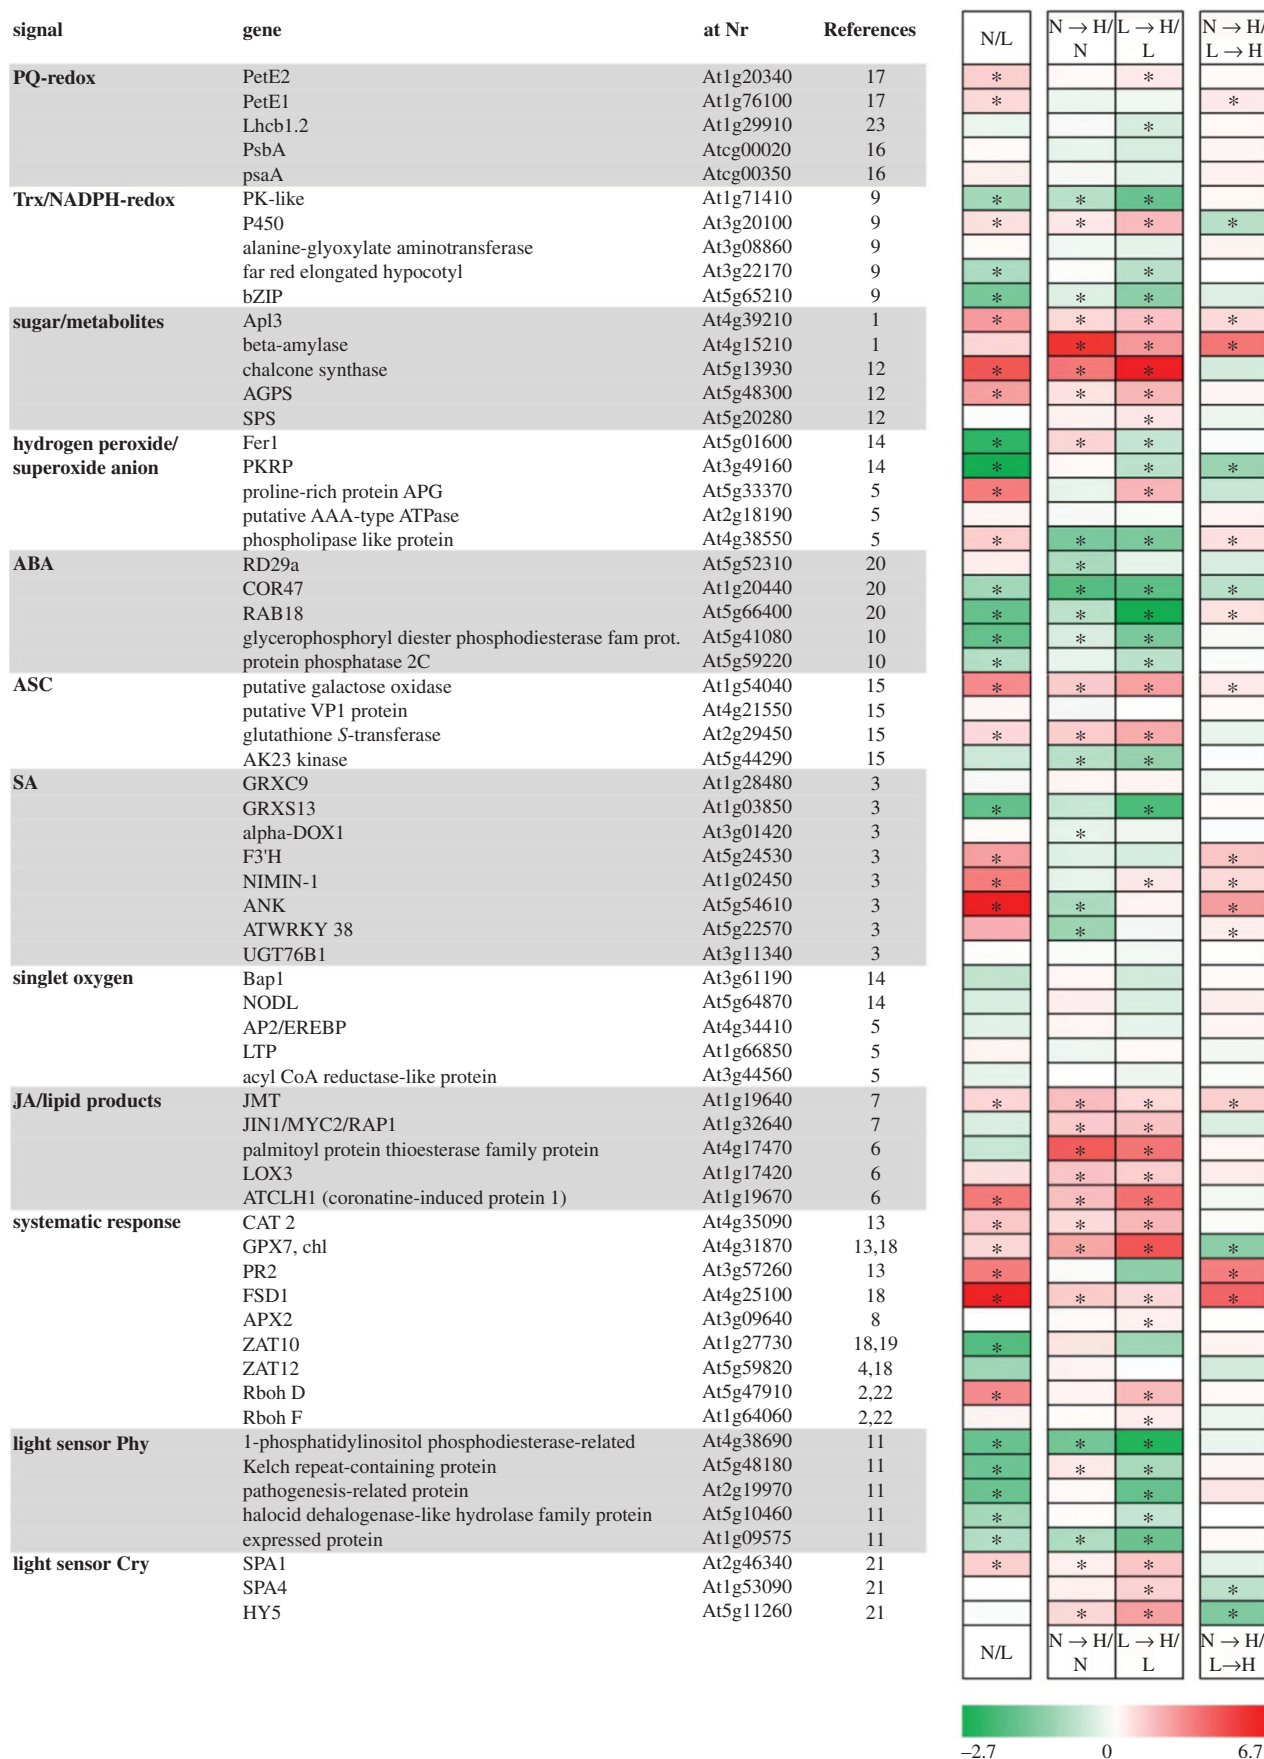 signal gene at Nr References N/L N → H/ N L → H/ L N → H/ L → H
PQ-redox PetE2 At1g20340 17 * *
PetE1 At1g76100 17 * *
Lhcb1.2 At1g29910 23 *
PsbA Atcg00020 16
psaA Atcg00350 16
Trx/NADPH-redox PK-like At1g71410 9 * * *
P450 At3g20100 9 * * * *
alanine-glyoxylate aminotransferase At3g08860 9
far red elongated hypocotyl At3g22170 9 * *
bZIP At5g65210 9 * * *
sugar/metabolites Apl3 At4g39210 1 * * * *
beta-amylase At4g15210 1 * * *
chalcone synthase At5g13930 12 * * *
AGPS At5g48300 12 * * *
SPS At5g20280 12 *
hydrogen peroxide/ Fer1 At5g01600 14 * * *
superoxide anion PKRP At3g49160 14 * * *
proline-rich protein APG At5g33370 5 * *
putative AAA-type ATPase At2g18190 5
phospholipase like protein At4g38550 5 * * * *
ABA RD29a At5g52310 20 *
COR47 At1g20440 20 * * * *
RAB18 At5g66400 20 * * * *
glycerophosphoryl diester phosphodiesterase fam prot. At5g41080 10 * * *
protein phosphatase 2C At5g59220 10 * *
ASC putative galactose oxidase At1g54040 15 * * * *
putative VP1 protein At4g21550 15
glutathione S-transferase At2g29450 15 * * *
AK23 kinase At5g44290 15 * *
SA GRXC9 At1g28480 3
GRXS13 At1g03850 3 * *
alpha-DOX1 At3g01420 3 *
F3'H At5g24530 3 * *
NIMIN-1 At1g02450 3 * * *
ANK At5g54610 3 * * *
ATWRKY 38 At5g22570 3 * *
UGT76B1 At3g11340 3
singlet oxygen Bap1 At3g61190 14
NODL At5g64870 14
AP2/EREBP At4g34410 5
LTP At1g66850 5
acyl CoA reductase-like protein At3g44560 5
JA/lipid products JMT At1g19640 7 * * * *
JIN1/MYC2/RAP1 At1g32640 7 * *
palmitoyl protein thioesterase family protein At4g17470 6 * *
LOX3 At1g17420 6 * *
ATCLH1 (coronatine-induced protein 1) At1g19670 6 * * *
systematic response CAT 2 At4g35090 13 * * *
GPX7, chl At4g31870 13,18 * * * *
PR2 At3g57260 13 * *
FSD1 At4g25100 18 * * * *
APX2 At3g09640 8 *
ZAT10 At1g27730 18,19 *
ZAT12 At5g59820 4,18
Rboh D At5g47910 2,22 * *
Rboh F At1g64060 2,22 *
light sensor Phy 1-phosphatidylinositol phosphodiesterase-related At4g38690 11 * * *
Kelch repeat-containing protein At5g48180 11 * * *
pathogenesis-related protein At2g19970 11 * *
halocid dehalogenase-like hydrolase family protein At5g10460 11 * *
expressed protein At1g09575 11 * * *
light sensor Cry SPA1 At2g46340 21 * * *
SPA4 At1g53090 21 * *
HY5 At5g11260 21 * * *
N/L N → H/ N L → H/ L N → H/ L→H
−2.7 0 6.7